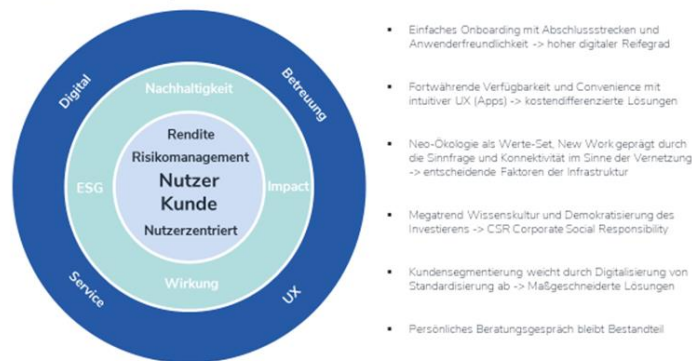 Digital
Betreuung
Nachhaltigkeit
Rendite
Risikomanagement
ESG
Nutzer
Impact
Kunde
Nutzerzentriert
Wirkung
Service
UX
▪ Einfaches Onboarding mit Abschlussstrecken und
Anwenderfreundlichkeit -> hoher digitaler Reifegrad
▪ Fortwährende Verfügbarkeit und Convenience mit
intuitiver UX (Apps) -> kostendifferenzierte Lösungen
▪ Neo-Ökologie als Werte-Set, New Work geprägt durch
die Sinnfrage und Konnektivität im Sinne der Vernetzung
-> entscheidende Faktoren der Infrastruktur
▪ Megatrend Wissenskultur und Demokratisierung des
Investierens -> CSR Corporate Social Responsibility
▪ Kundensegmentierung weicht durch Digitalisierung von
Standardisierung ab -> Maßgeschneiderte Lösungen
▪ Persönliches Beratungsgespräch bleibt Bestandteil